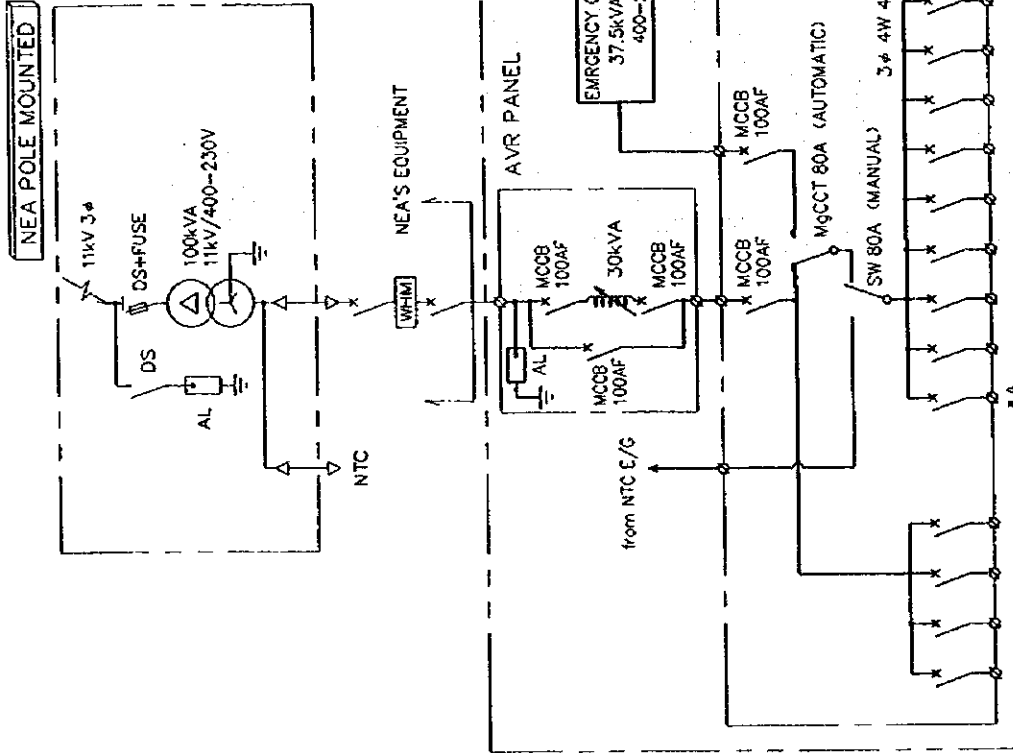 NEA POLE MOUNTED
11kV 3ϕ
DS+FUSE
DS
100kVA
11kV/400-230V
AL
NTC
NEA'S EQUIPMENT
WHM
AVR PANEL
EMRGENCY
37.5kVA
400-
AL
MCCB
100AF
30kVA
MCCB
100AF
MCCB
100AF
MCCB
100AF
MCCB
100AF
from NTC E/G
MgCCT 80A (AUTOMATIC)
SW 80A (MANUAL)
3ϕ 4W 4